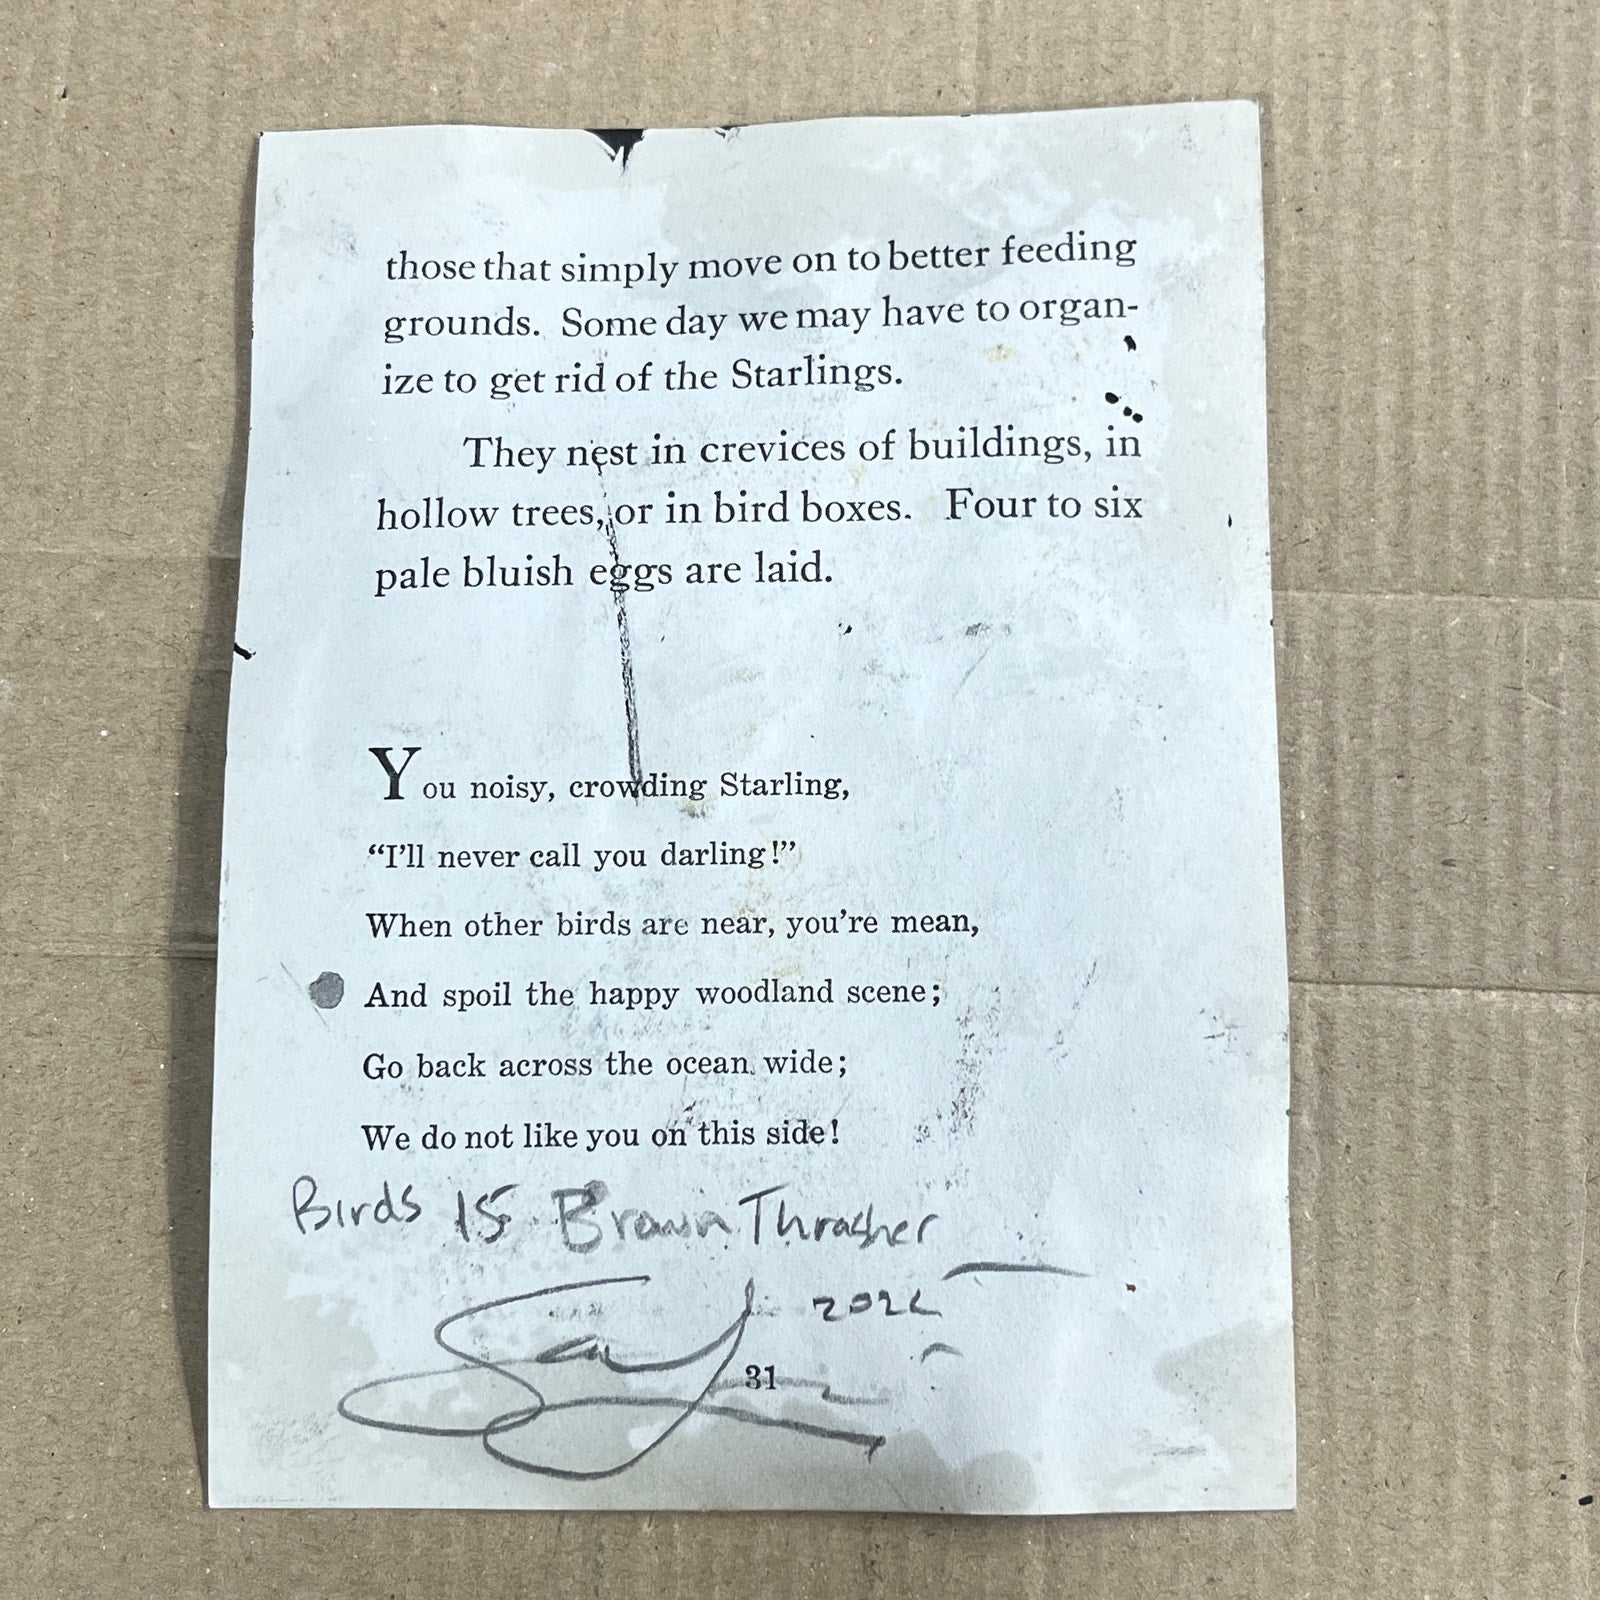 those that simply move on to better feeding
grounds. Some day we may have to organ-
ize to get rid of the Starlings.
They nest in crevices of buildings, in
hollow trees, or in bird boxes. Four to six
pale bluish eggs are laid.
You noisy, crowding Starling,
“I’ll never call you darling!”
When other birds are near, you’re mean,
And spoil the happy woodland scene;
Go back across the ocean wide;
We do not like you on this side!
Birds 15 Brown Thrasher
31